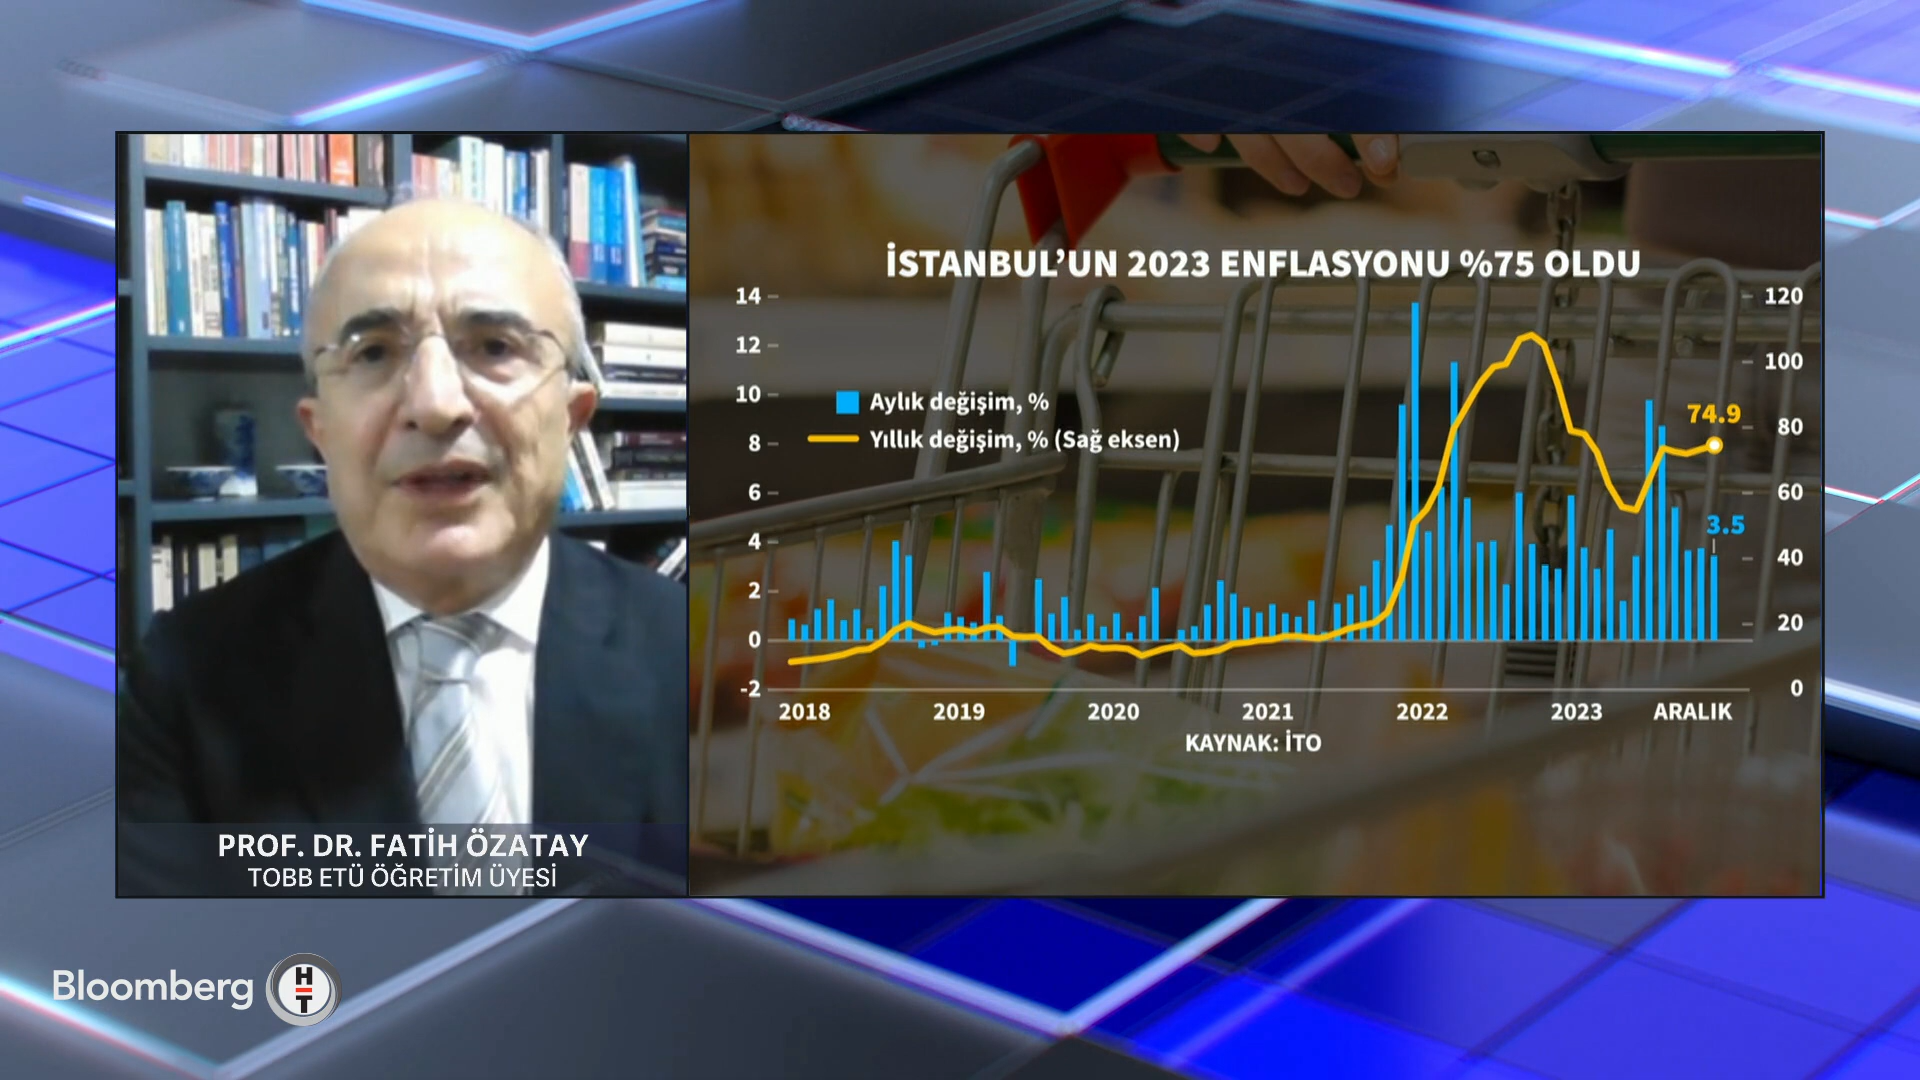 İSTANBUL’UN 2023 ENFLASYONU %75 OLDU
14
12
10
8
6
4
2
0
-2
120
100
80
60
40
20
0
Aylık değişim, %
Yıllık değişim, % (Sağ eksen)
74.9
3.5
2018 2019 2020 2021 2022 2023 ARALIK
KAYNAK: İTO
PROF. DR. FATİH ÖZATAY
TOBB ETÜ ÖĞRETİM ÜYESİ
Bloomberg HT